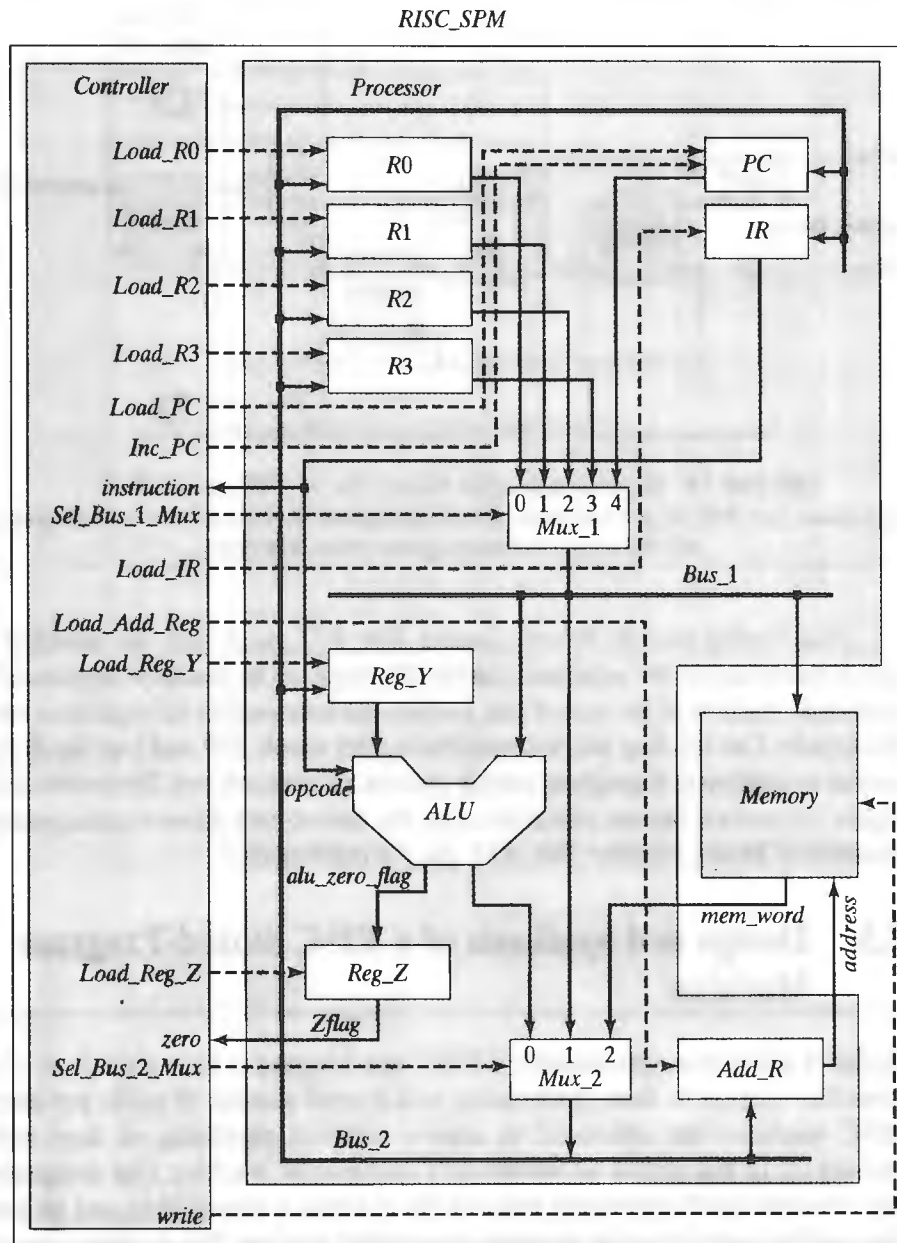 RISC_SPM
Controller
Processor
Load_R0
R0
PC
Load_R1
R1
IR
Load_R2
R2
Load_R3
R3
Load_PC
Inc_PC
instruction
0 1 2 3 4
Sel_Bus_1_Mux
Mux_1
Load_IR
Bus_1
Load_Add_Reg
Load_Reg_Y
Reg_Y
opcode
ALU
Memory
alu_zero_flag
mem_word
address
Load_Reg_Z
Reg_Z
Zflag
zero
0 1 2
Sel_Bus_2_Mux
Mux_2
Add_R
Bus_2
write